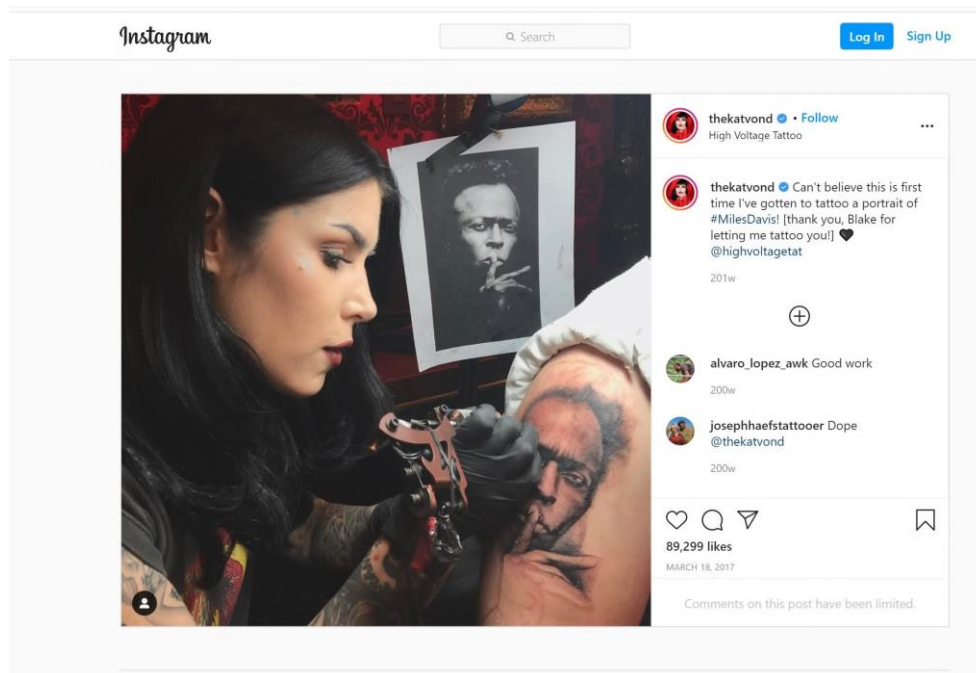 Instagram
Search
Log In
Sign Up
thekatvond • Follow
High Voltage Tattoo
thekatvond Can't believe this is first
time I've gotten to tattoo a portrait of
#MilesDavis! [thank you, Blake for
letting me tattoo you!] 🖤
@highvoltagetat
201w
alvaro_lopez_awk Good work
200w
josephhaefstattooer Dope
@thekatvond
200w
89,299 likes
MARCH 18, 2017
Comments on this post have been limited.